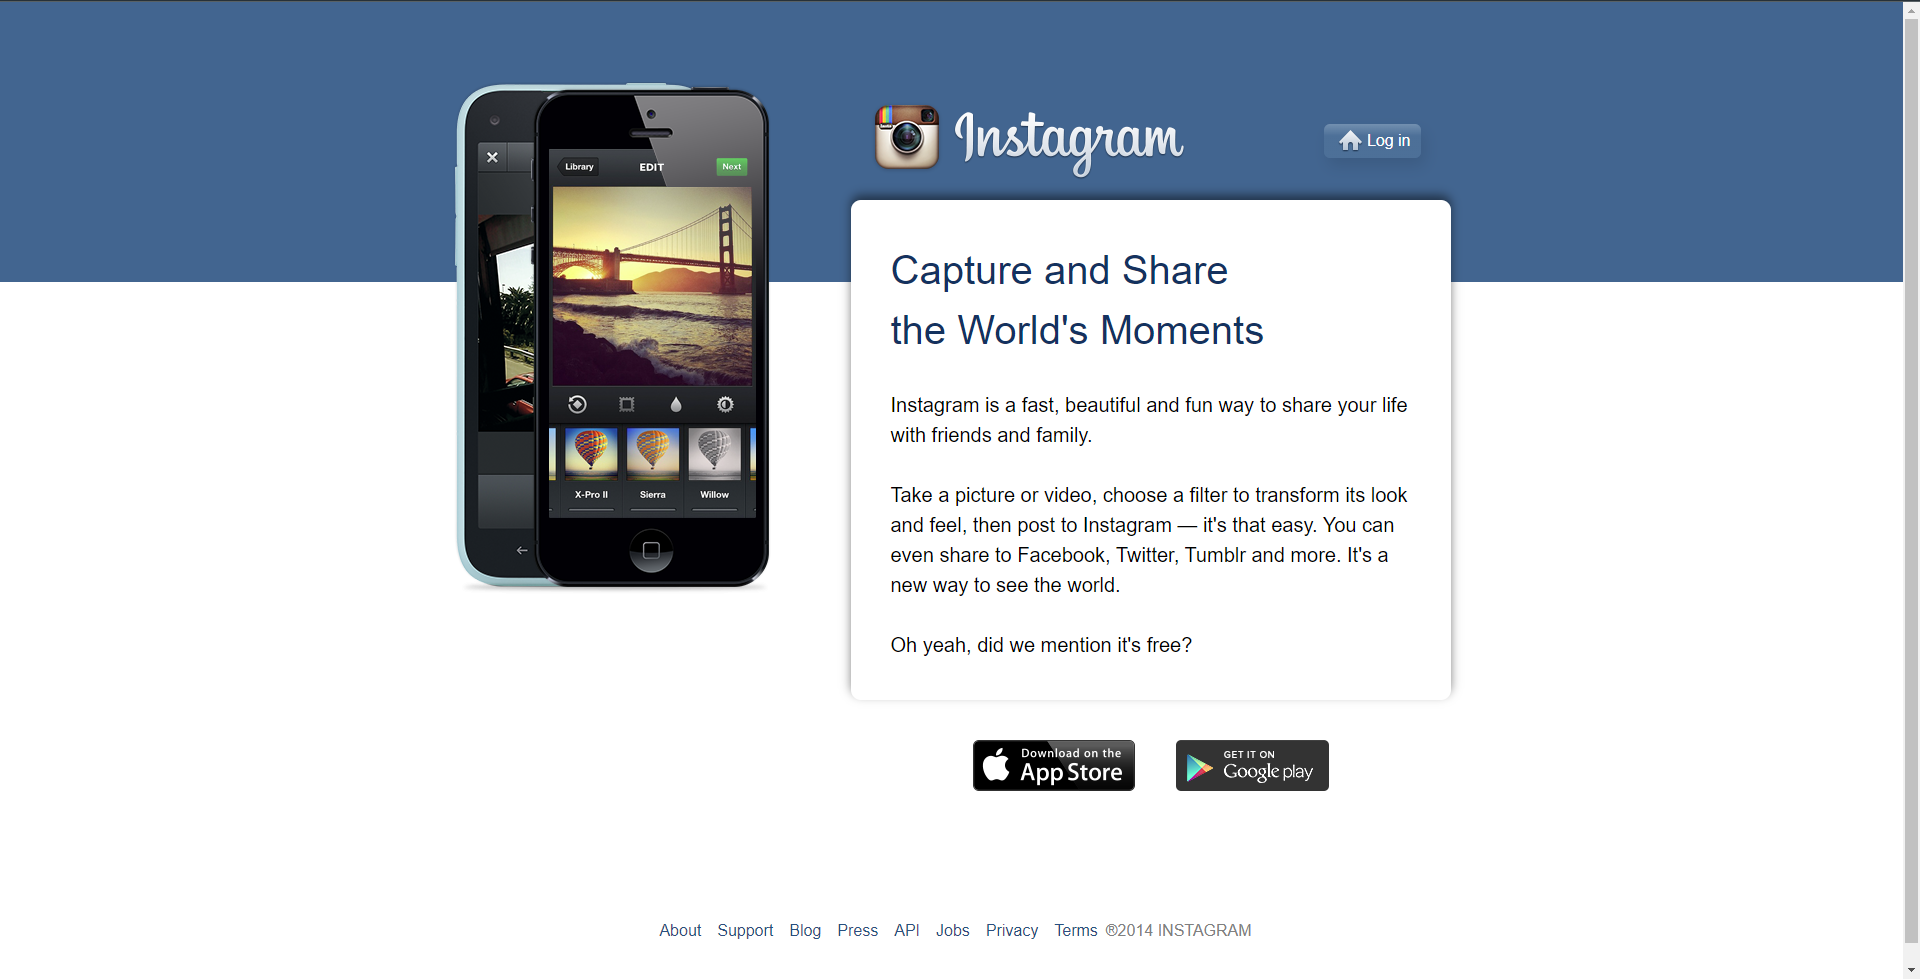 Instagram
Log in
Library
EDIT
Next
X-Pro II
Sierra
Willow
Capture and Share
the World's Moments
Instagram is a fast, beautiful and fun way to share your life
with friends and family.
Take a picture or video, choose a filter to transform its look
and feel, then post to Instagram — it's that easy. You can
even share to Facebook, Twitter, Tumblr and more. It's a
new way to see the world.
Oh yeah, did we mention it's free?
Download on the
App Store
GET IT ON
Google play
About Support Blog Press API Jobs Privacy Terms ®2014 INSTAGRAM